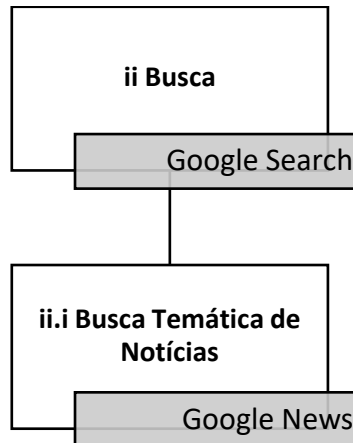 ii Busca
Google Search
ii.i Busca Temática de
Notícias
Google News